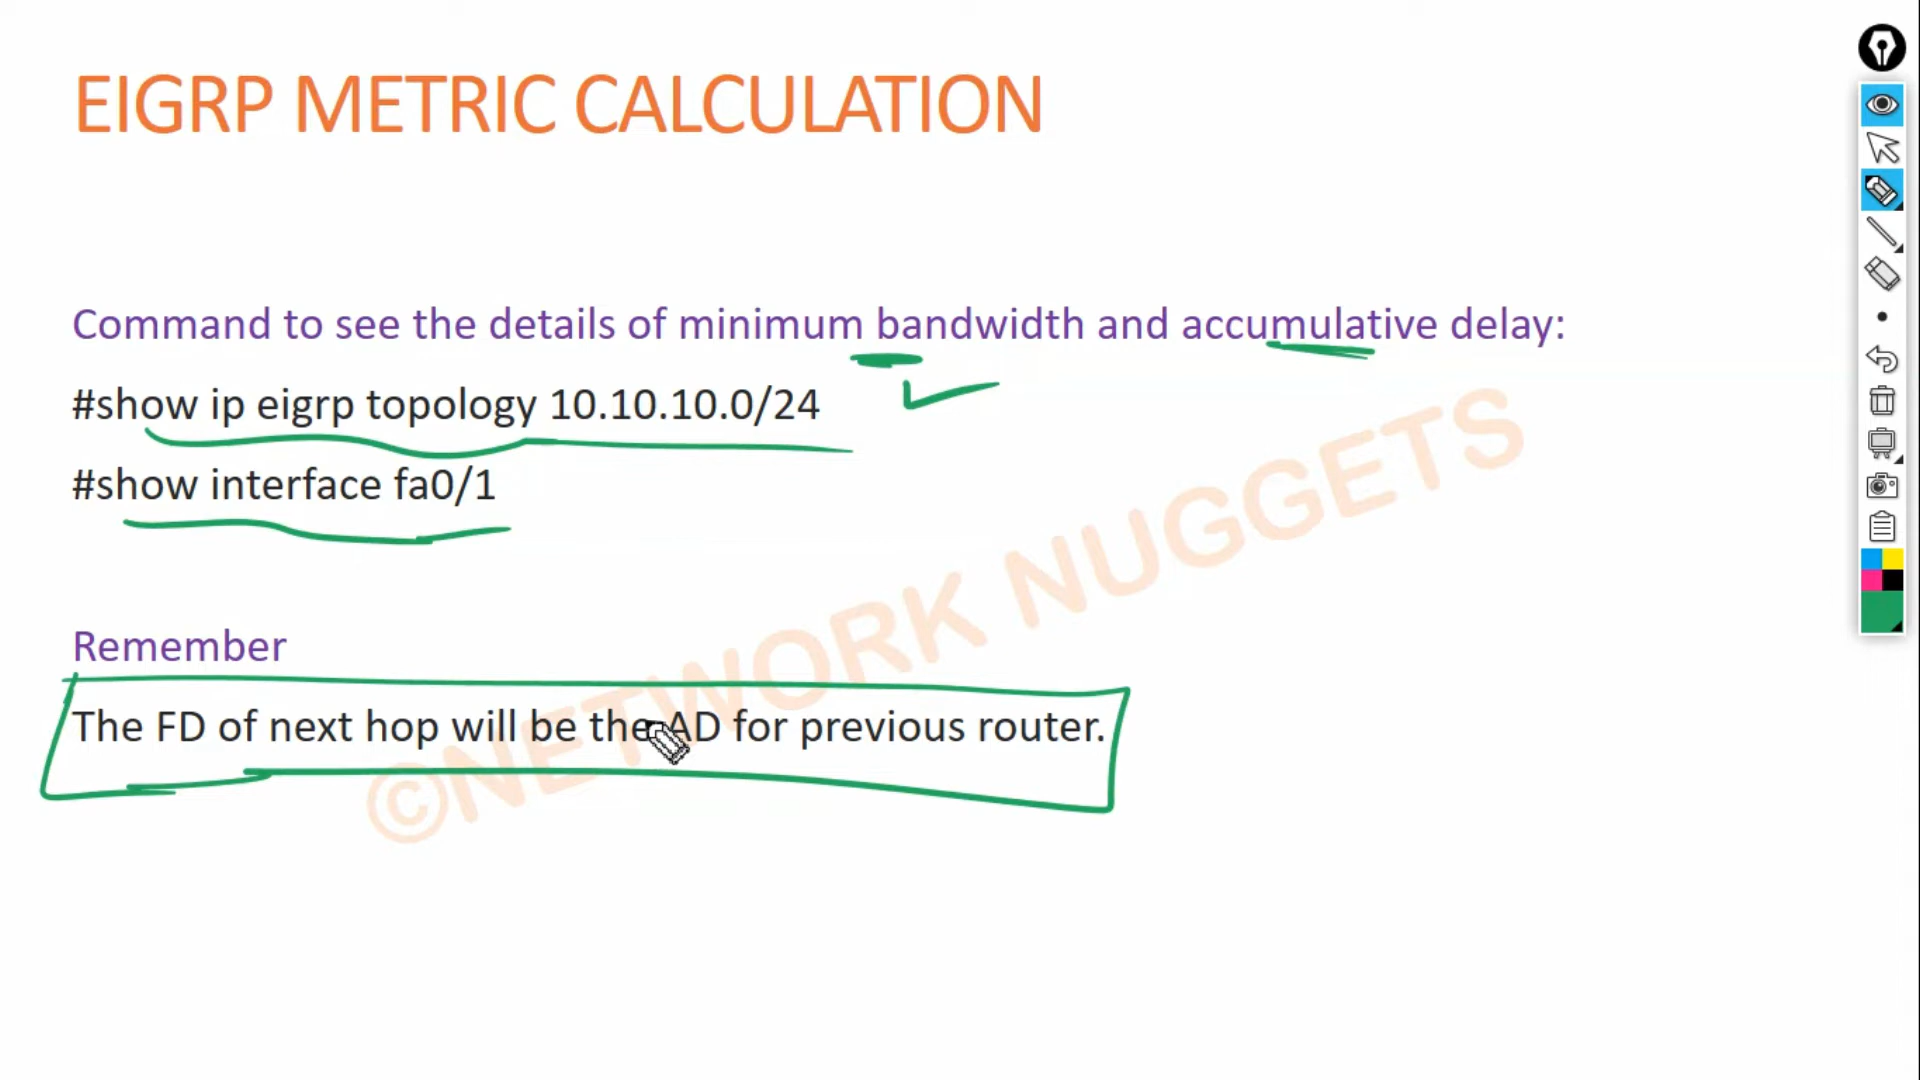 EIGRP METRIC CALCULATION
Command to see the details of minimum bandwidth and accumulative delay:
#show ip eigrp topology 10.10.10.0/24
#show interface fa0/1
Remember
The FD of next hop will be the AD for previous router.
©NETWORK NUGGETS